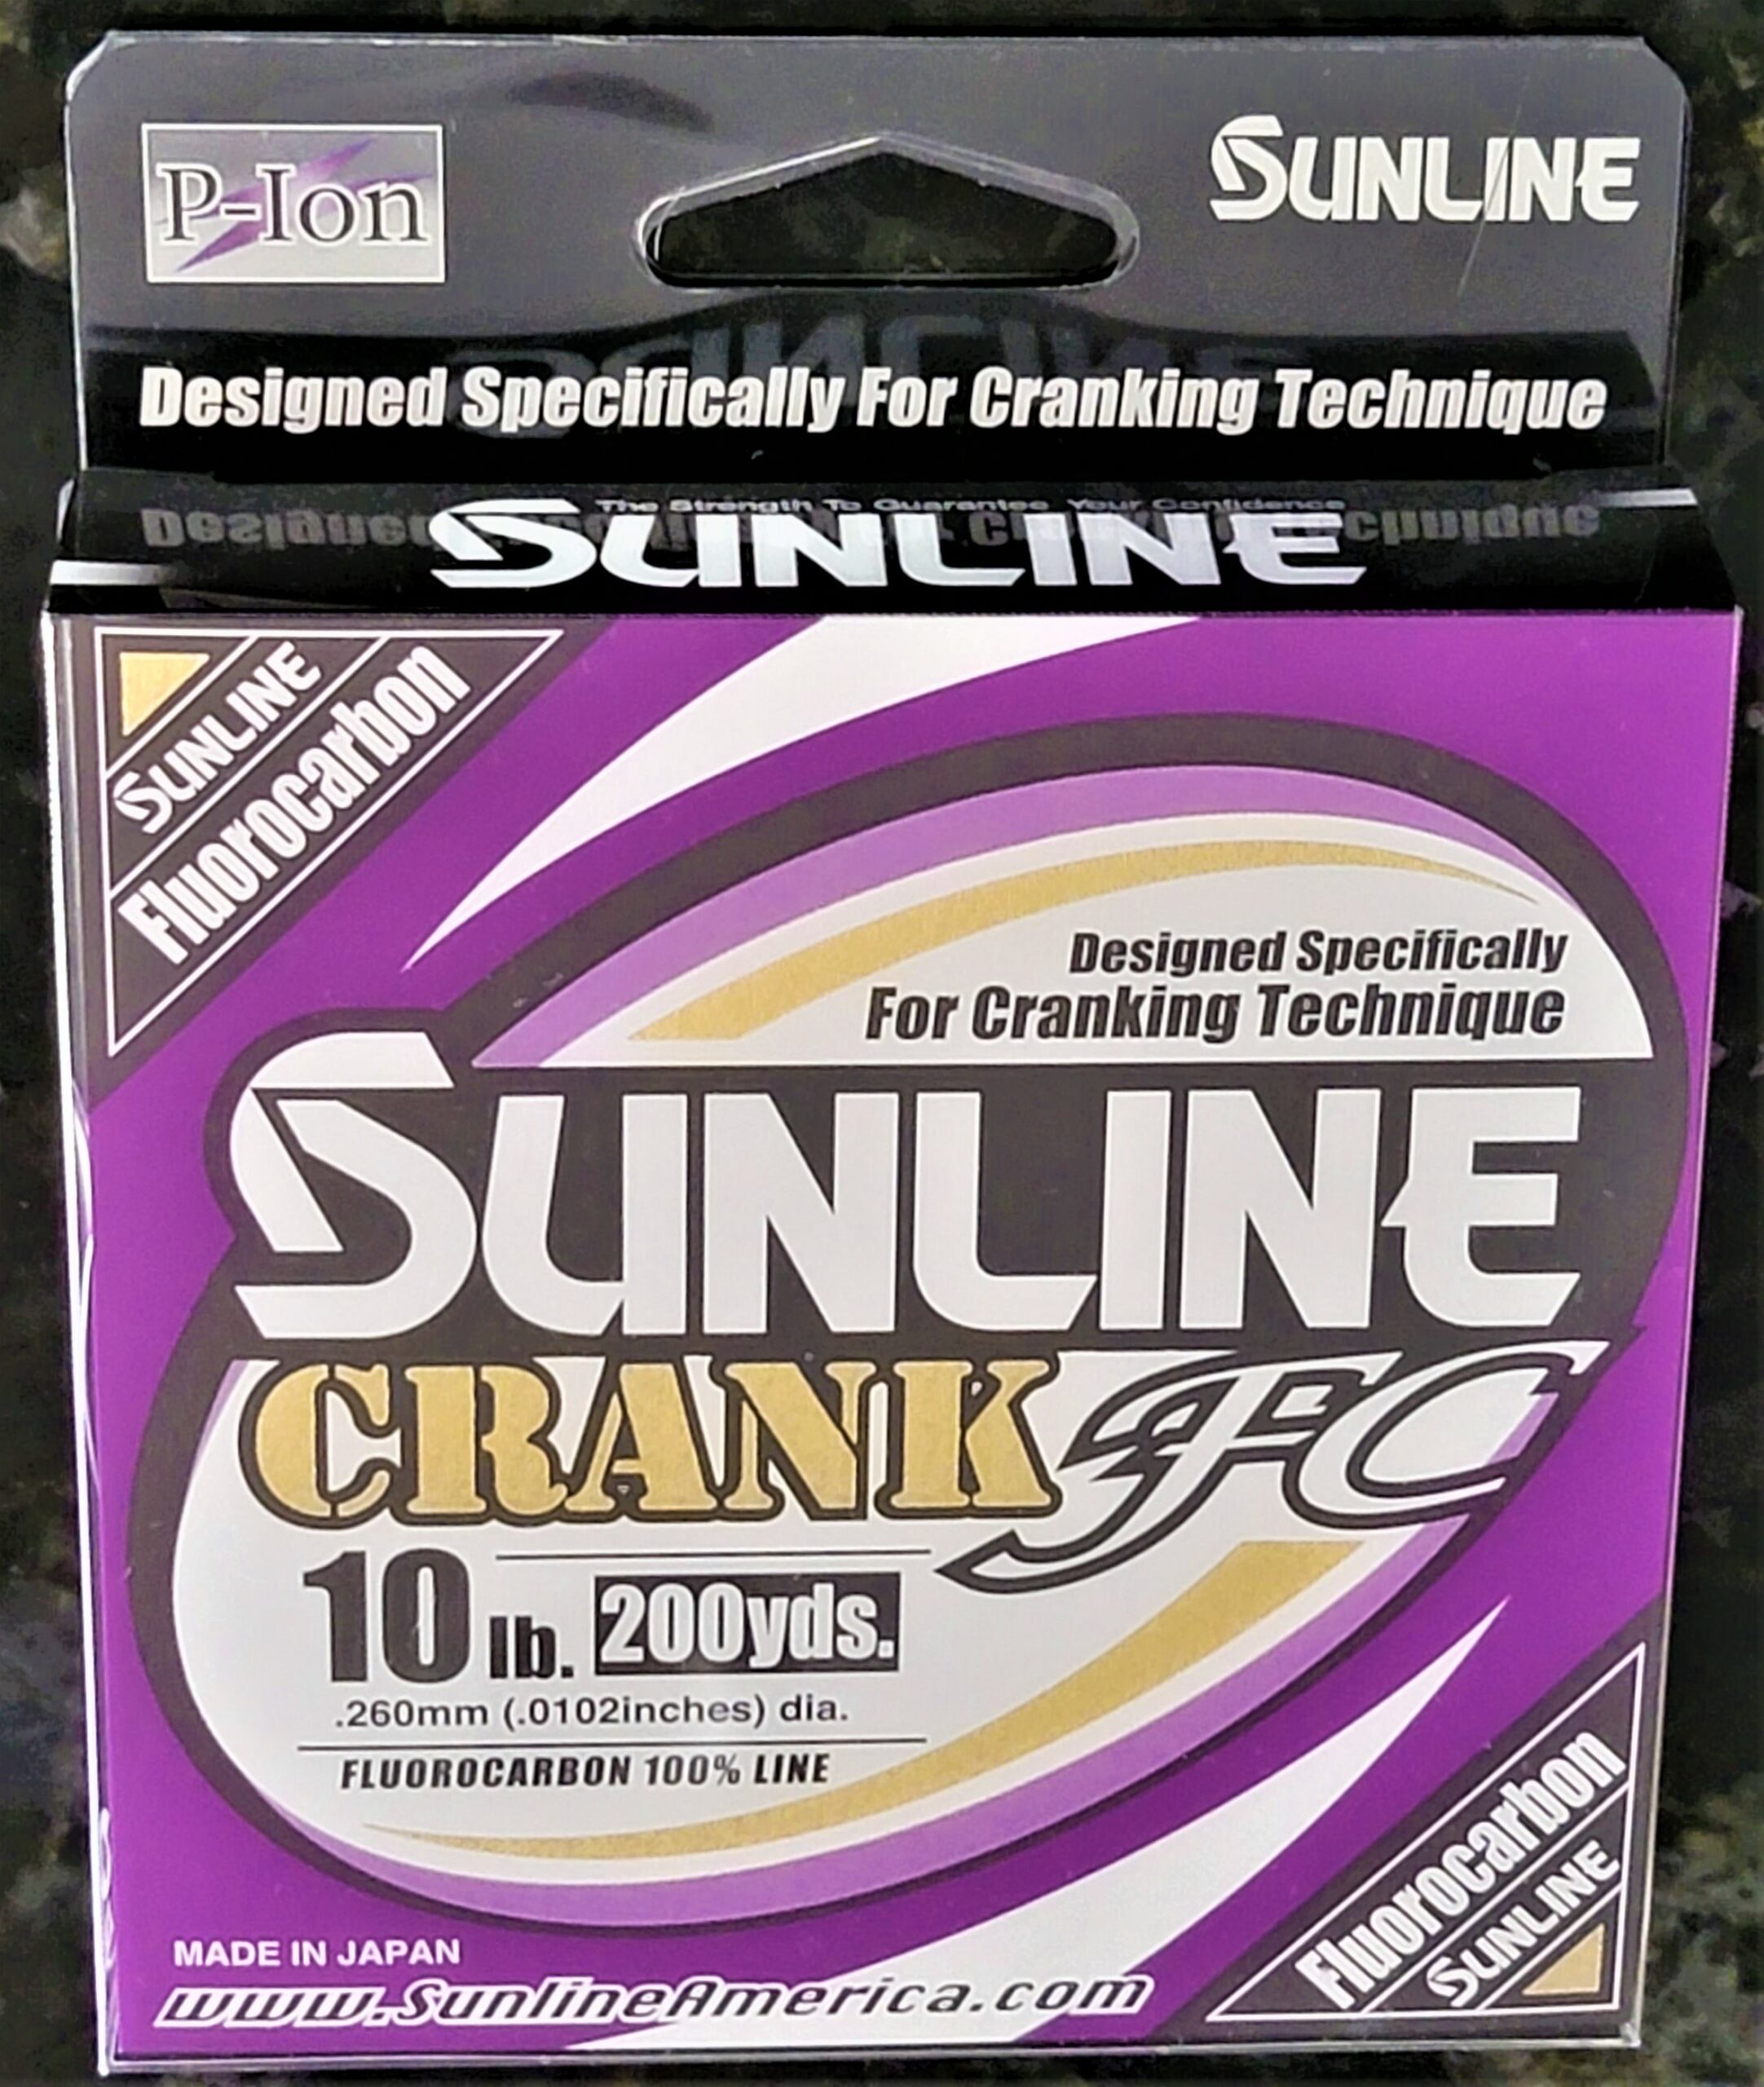 P-Ion
SUNLINE
Designed Specifically For Cranking Technique
The Strength To Guarantee Your Confidence
SUNLINE
SUNLINE
Fluorocarbon
Designed Specifically
For Cranking Technique
SUNLINE
CRANK FC
10 lb. 200yds.
.260mm (.0102inches) dia.
FLUOROCARBON 100% LINE
MADE IN JAPAN
www.SunlineAmerica.com
Fluorocarbon
SUNLINE